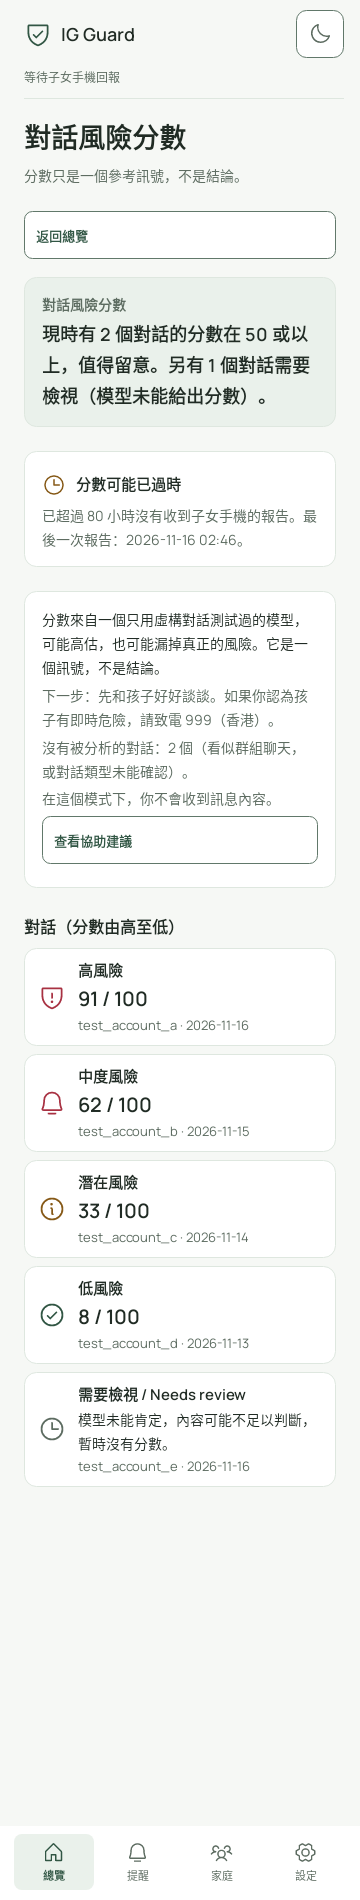 IG Guard
等待子女手機回報
對話風險分數
分數只是一個參考訊號，不是結論。
返回總覽
對話風險分數
現時有 2 個對話的分數在 50 或以
上，值得留意。另有 1 個對話需要
檢視（模型未能給出分數）。
分數可能已過時
已超過 80 小時沒有收到子女手機的報告。最
後一次報告：2026-11-16 02:46。
分數來自一個只用虛構對話測試過的模型，
可能高估，也可能漏掉真正的風險。它是一
個訊號，不是結論。
下一步：先和孩子好好談談。如果你認為孩
子有即時危險，請致電 999（香港）。
沒有被分析的對話：2 個（看似群組聊天，
或對話類型未能確認）。
在這個模式下，你不會收到訊息內容。
查看協助建議
對話（分數由高至低）
高風險
91 / 100
test_account_a · 2026-11-16
中度風險
62 / 100
test_account_b · 2026-11-15
潛在風險
33 / 100
test_account_c · 2026-11-14
低風險
8 / 100
test_account_d · 2026-11-13
需要檢視 / Needs review
模型未能肯定，內容可能不足以判斷，
暫時沒有分數。
test_account_e · 2026-11-16
總覽
提醒
家庭
設定